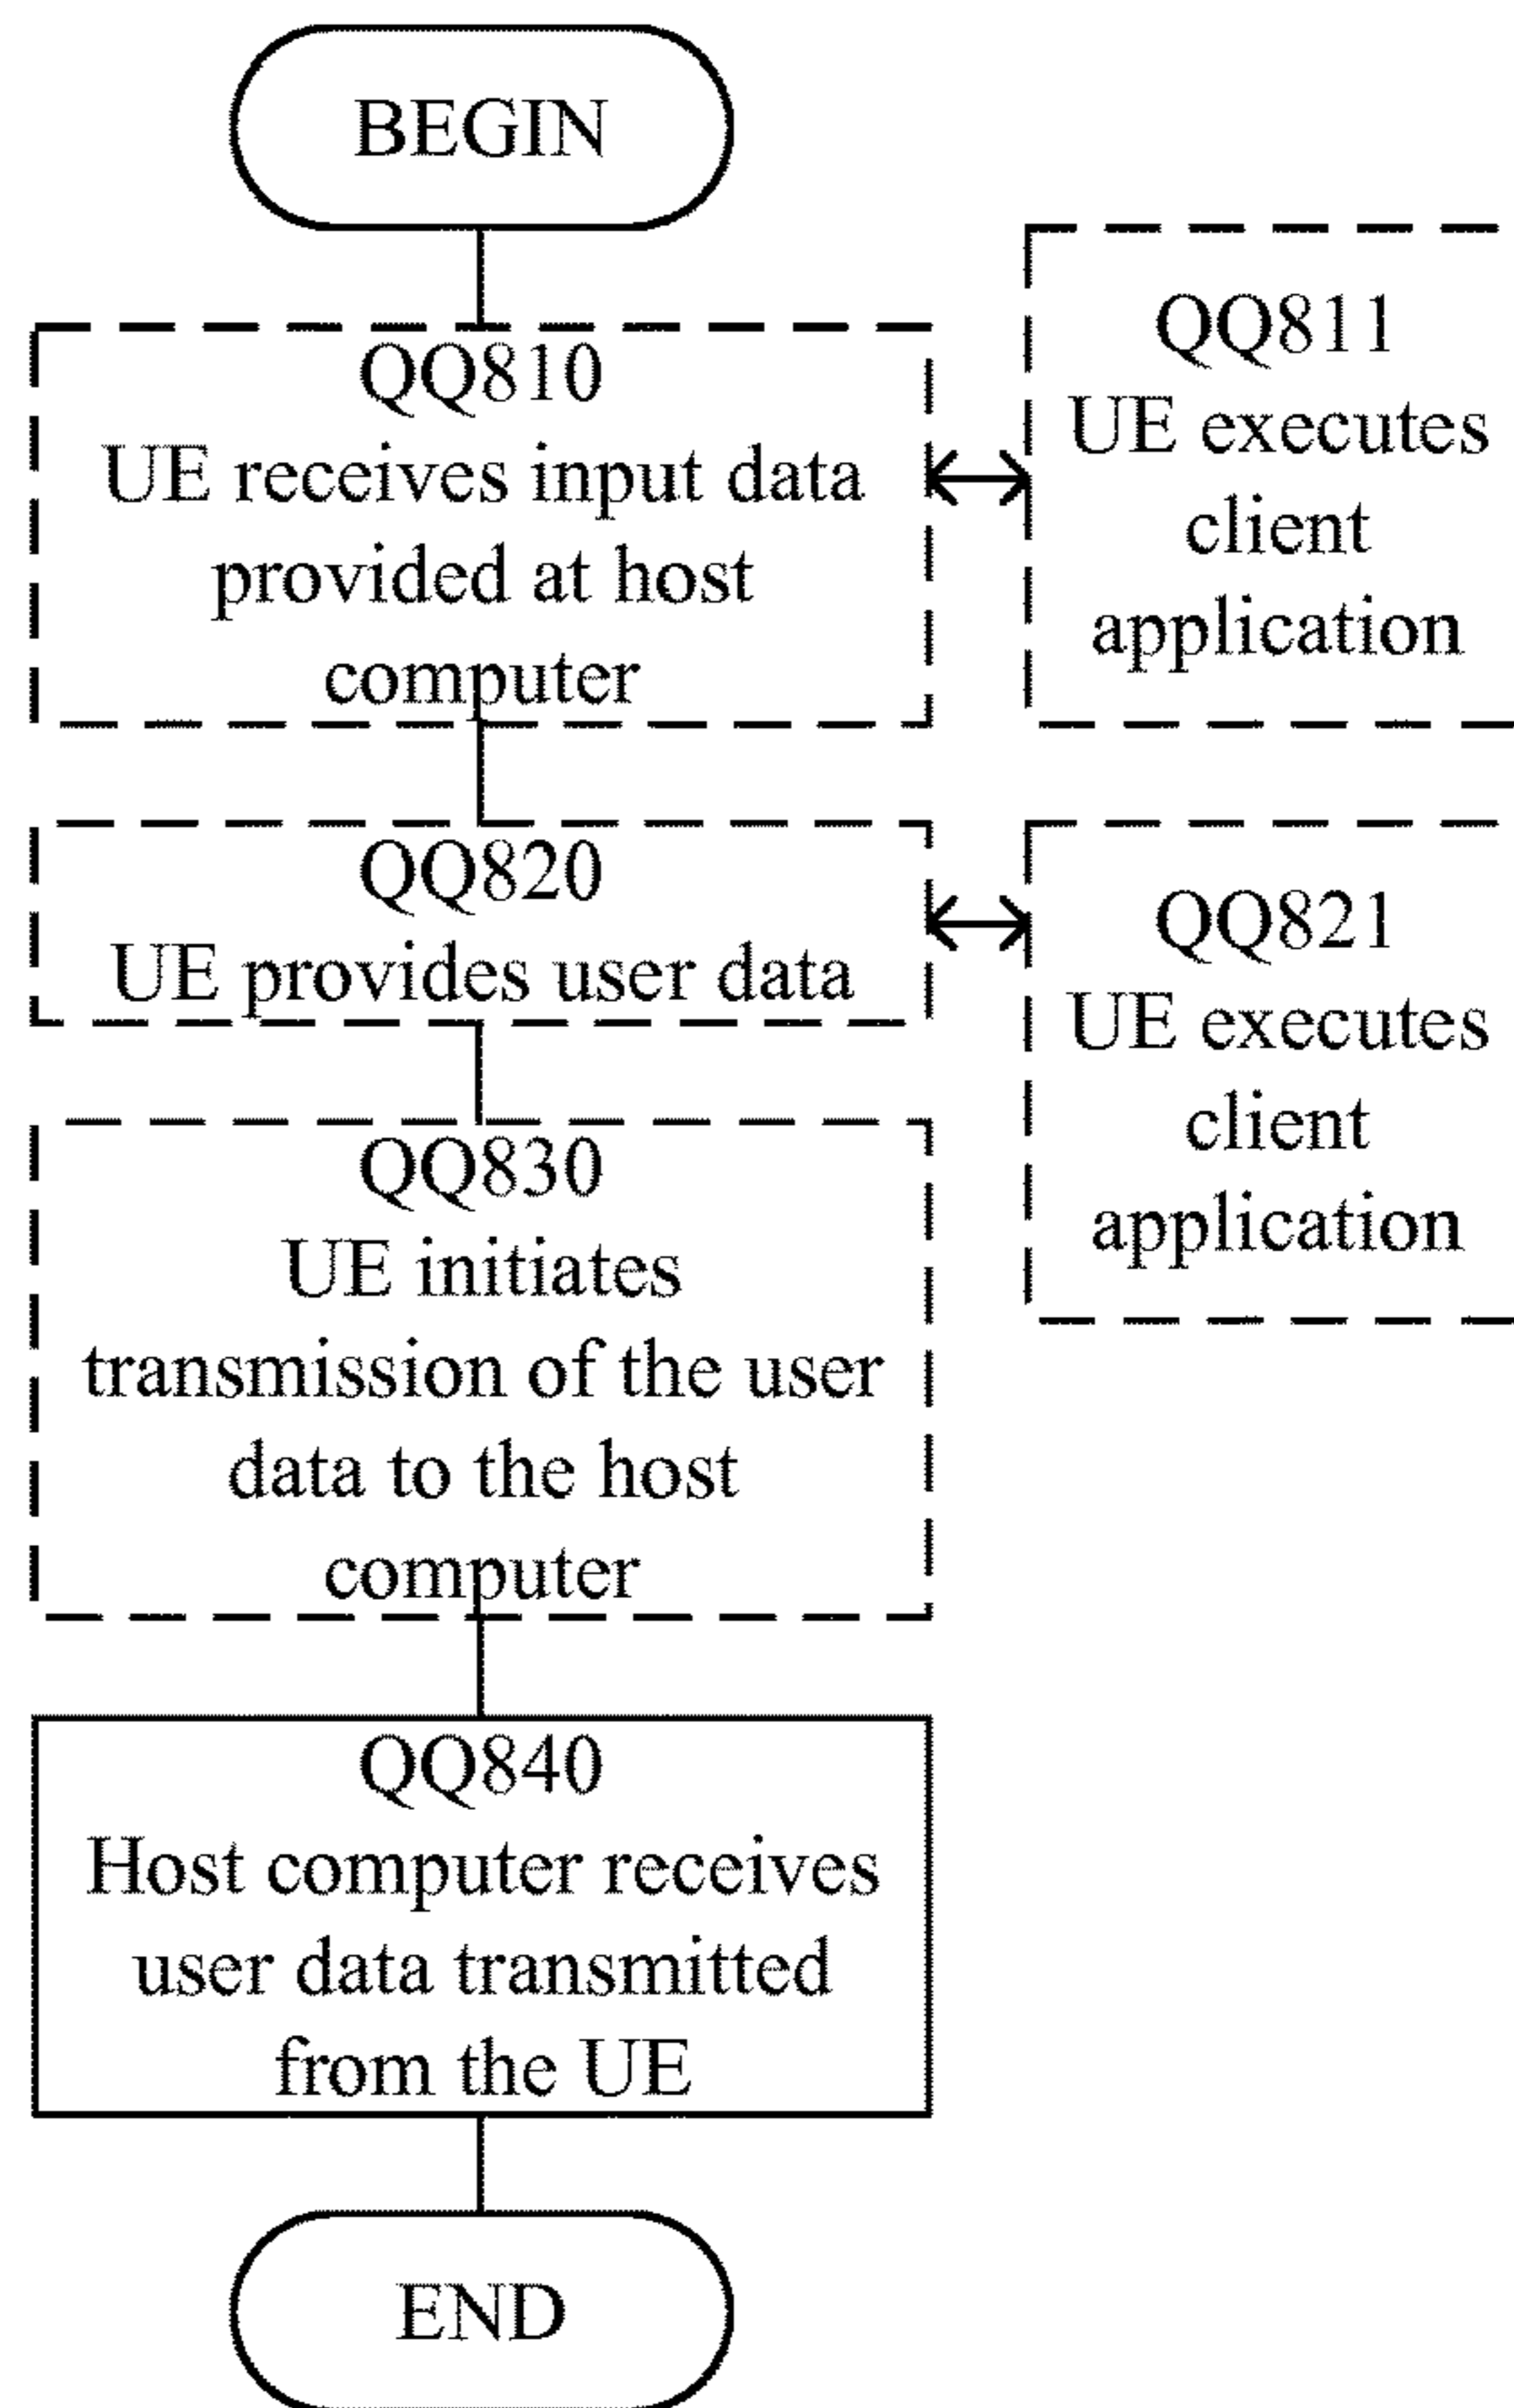 BEGIN
QQ810
UE receives input data
provided at host
computer
QQ811
UE executes
client
application
QQ820
UE provides user data
QQ821
UE executes
client
application
QQ830
UE initiates
transmission of the user
data to the host
computer
QQ840
Host computer receives
user data transmitted
from the UE
END